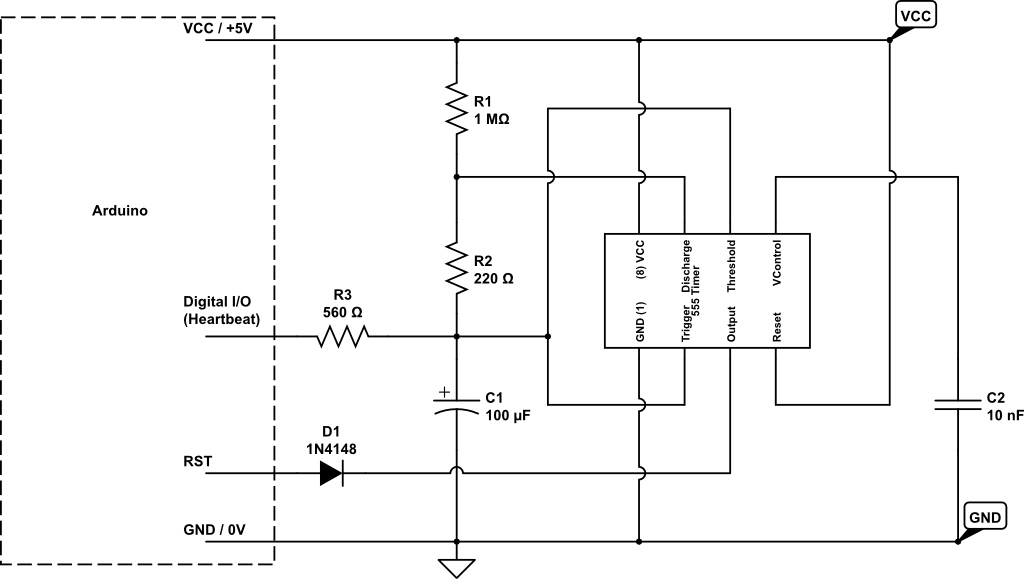 VCC / +5V
VCC
R1
1 MΩ
Arduino
R2
220 Ω
(8) VCC
Discharge
Threshold
VControl
555 Timer
GND (1)
Trigger
Output
Reset
Digital I/O
(Heartbeat)
R3
560 Ω
+
C1
100 µF
C2
10 nF
D1
1N4148
RST
GND / 0V
GND